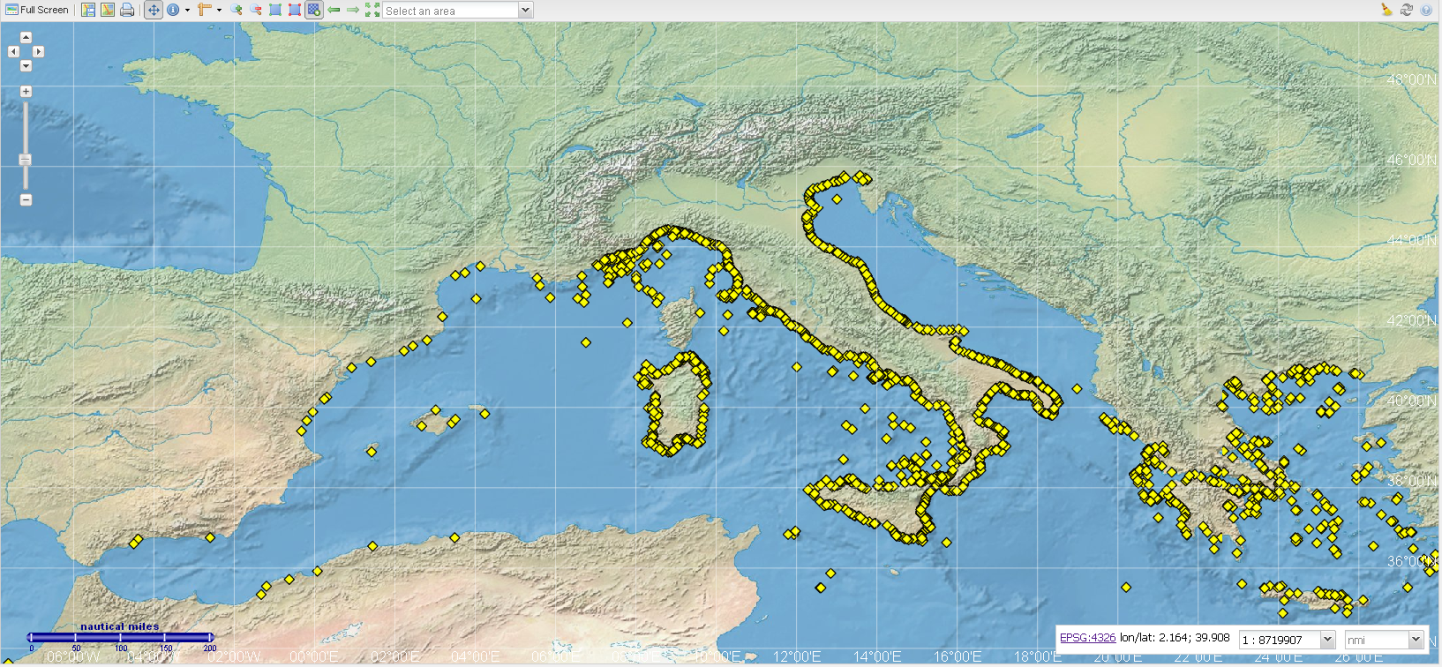 Full Screen Select an area
48°00'N
46°00'N
44°00'N
42°00'N
40°00'N
38°00'N
36°00'N
nautical miles
0 50 100 150 200
EPSG:4326 lon/lat: 2.164; 39.908 1 : 8719907 nmi
06°00'W 04°00'W 02°00'W 00°00'E 02°00'E 04°00'E 06°00'E 08°00'E 10°00'E 12°00'E 14°00'E 16°00'E 18°00'E 20°00'E 22°00'E 24°00'E 26°00'E